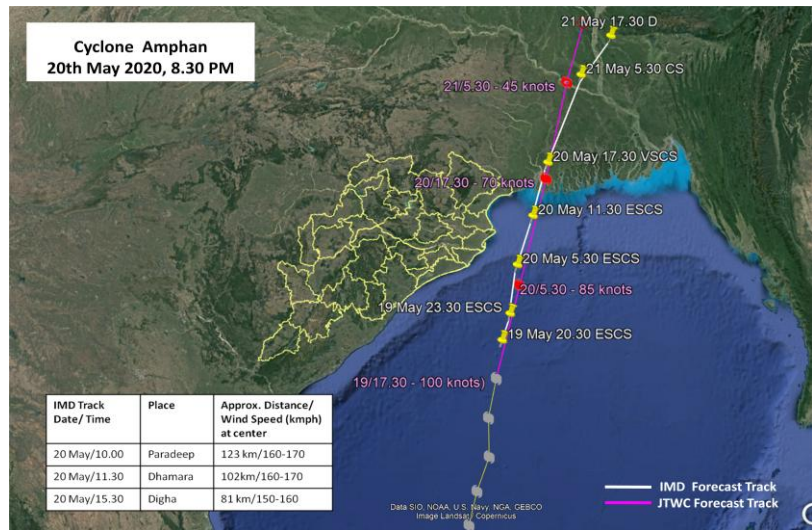 Cyclone Amphan
20th May 2020, 8.30 PM
21 May 17.30 D
21 May 5.30 CS
21/5.30 - 45 knots
20 May 17.30 VSCS
20/17.30 - 70 knots
20 May 11.30 ESCS
20 May 5.30 ESCS
20/5.30 - 85 knots
19 May 23.30 ESCS
19 May 20.30 ESCS
19/17.30 - 100 knots)
IMD Track Date/ Time | Place | Approx. Distance/ Wind Speed (kmph) at center
20 May/10.00 | Paradeep | 123 km/160-170
20 May/11.30 | Dhamara | 102km/160-170
20 May/15.30 | Digha | 81 km/150-160
IMD Forecast Track
JTWC Forecast Track
Data SIO, NOAA, U.S. Navy, NGA, GEBCO
Image Landsat / Copernicus